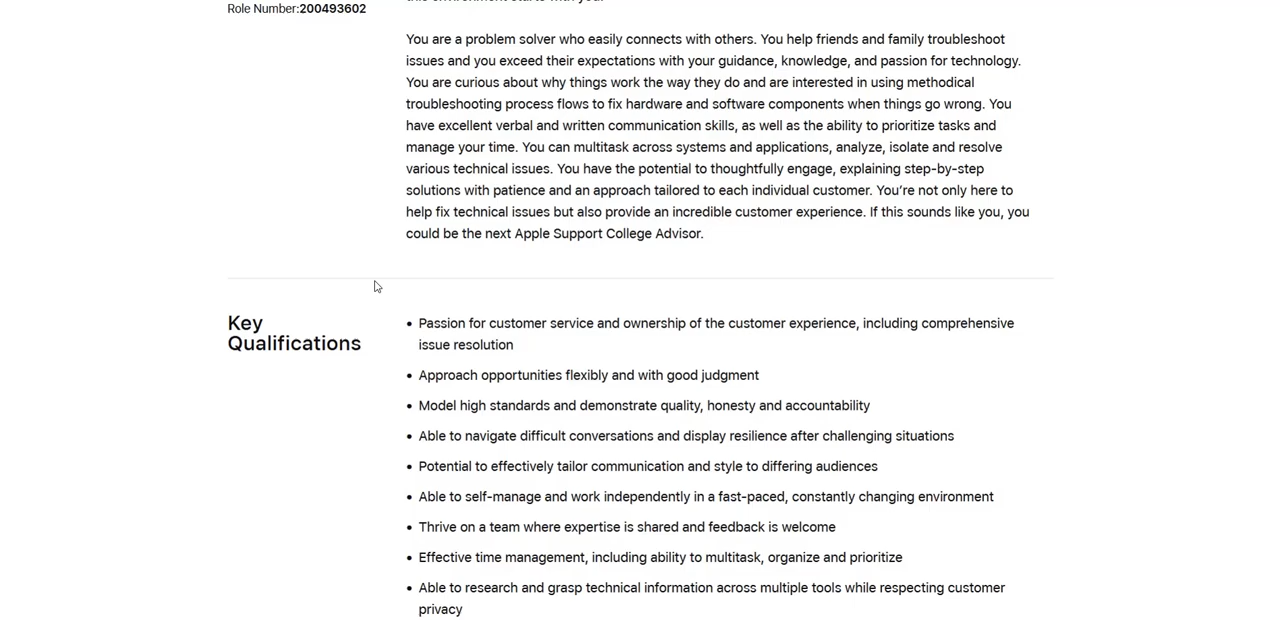 Role Number:200493602
You are a problem solver who easily connects with others. You help friends and family troubleshoot
issues and you exceed their expectations with your guidance, knowledge, and passion for technology.
You are curious about why things work the way they do and are interested in using methodical
troubleshooting process flows to fix hardware and software components when things go wrong. You
have excellent verbal and written communication skills, as well as the ability to prioritize tasks and
manage your time. You can multitask across systems and applications, analyze, isolate and resolve
various technical issues. You have the potential to thoughtfully engage, explaining step-by-step
solutions with patience and an approach tailored to each individual customer. You’re not only here to
help fix technical issues but also provide an incredible customer experience. If this sounds like you, you
could be the next Apple Support College Advisor.
Key
Qualifications
• Passion for customer service and ownership of the customer experience, including comprehensive
issue resolution
• Approach opportunities flexibly and with good judgment
• Model high standards and demonstrate quality, honesty and accountability
• Able to navigate difficult conversations and display resilience after challenging situations
• Potential to effectively tailor communication and style to differing audiences
• Able to self-manage and work independently in a fast-paced, constantly changing environment
• Thrive on a team where expertise is shared and feedback is welcome
• Effective time management, including ability to multitask, organize and prioritize
• Able to research and grasp technical information across multiple tools while respecting customer
privacy